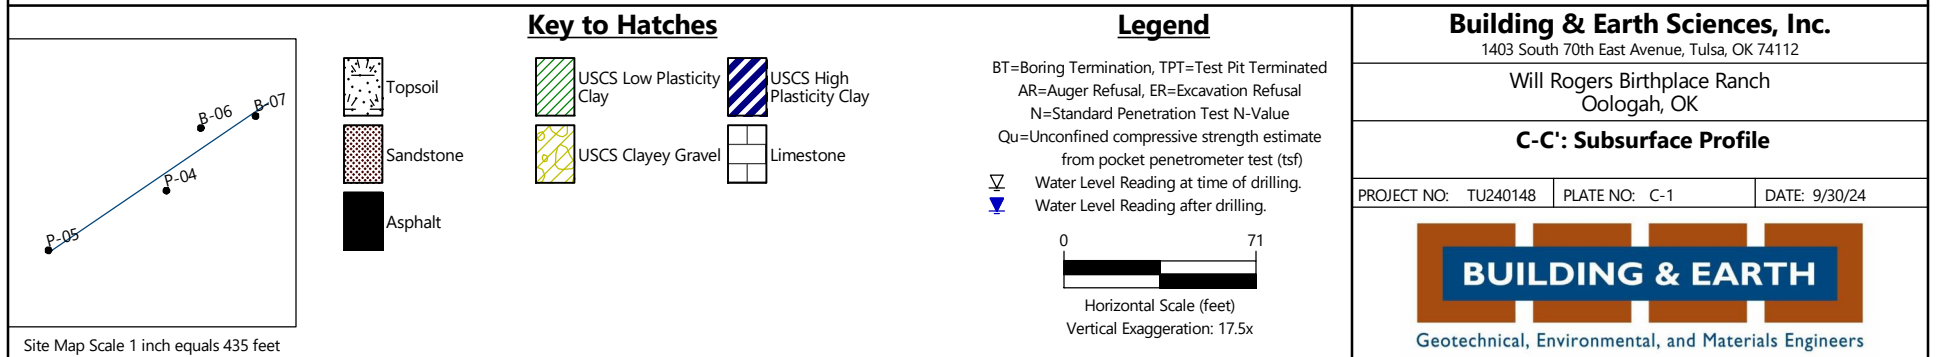 B-06
B-07
P-04
P-05
Site Map Scale 1 inch equals 435 feet
Key to Hatches
Topsoil
USCS Low Plasticity
Clay
USCS High
Plasticity Clay
Sandstone
USCS Clayey Gravel
Limestone
Asphalt
Legend
BT=Boring Termination, TPT=Test Pit Terminated
AR=Auger Refusal, ER=Excavation Refusal
N=Standard Penetration Test N-Value
Qu=Unconfined compressive strength estimate
from pocket penetrometer test (tsf)
Water Level Reading at time of drilling.
Water Level Reading after drilling.
0 71
Horizontal Scale (feet)
Vertical Exaggeration: 17.5x
Building & Earth Sciences, Inc.
1403 South 70th East Avenue, Tulsa, OK 74112
Will Rogers Birthplace Ranch
Oologah, OK
C-C': Subsurface Profile
PROJECT NO: TU240148 PLATE NO: C-1 DATE: 9/30/24
BUILDING & EARTH
Geotechnical, Environmental, and Materials Engineers